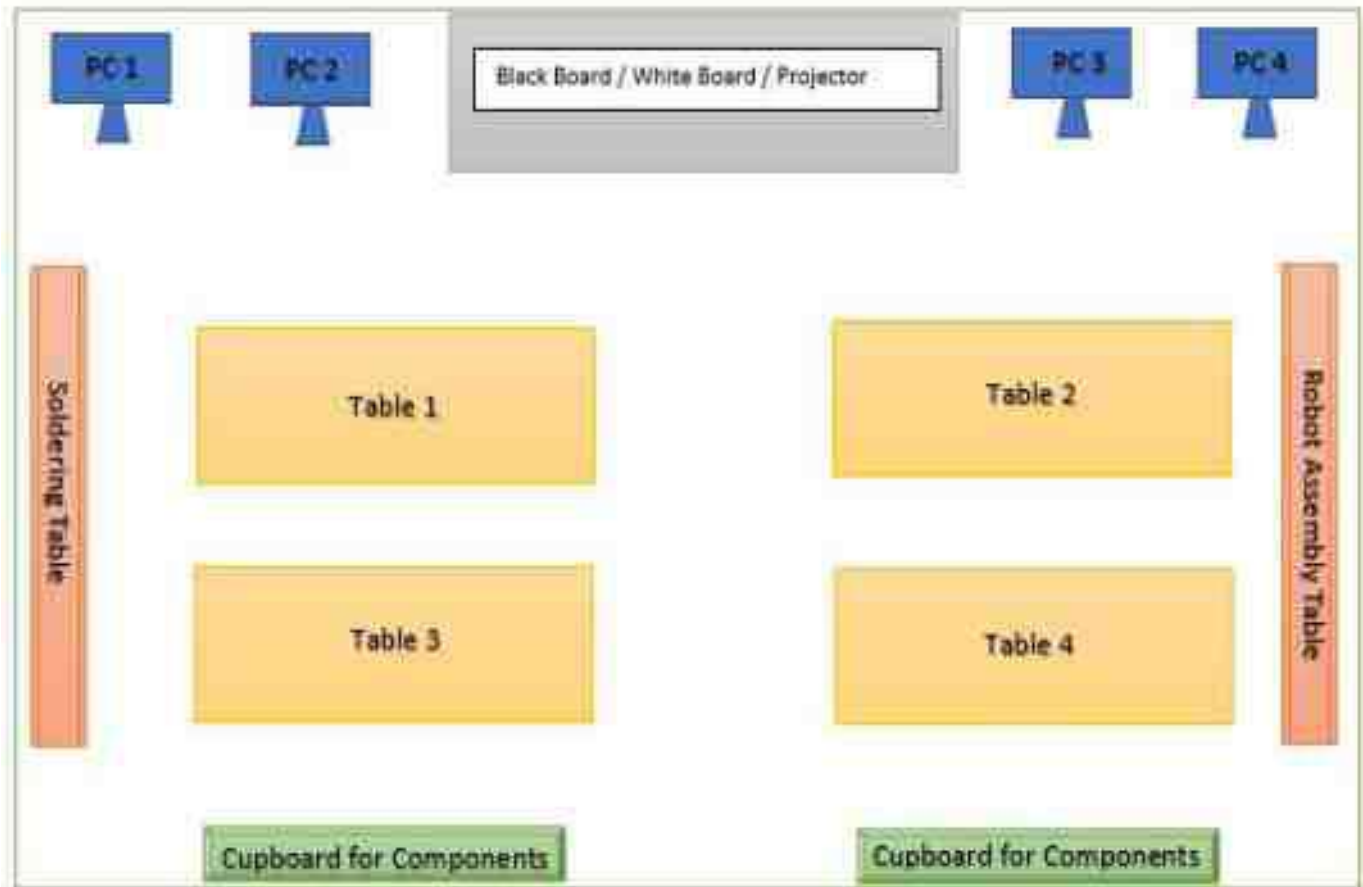 PC 1
PC 2
Black Board / White Board / Projector
PC 3
PC 4
Soldering Table
Table 1
Table 2
Robot Assembly Table
Table 3
Table 4
Cupboard for Components
Cupboard for Components